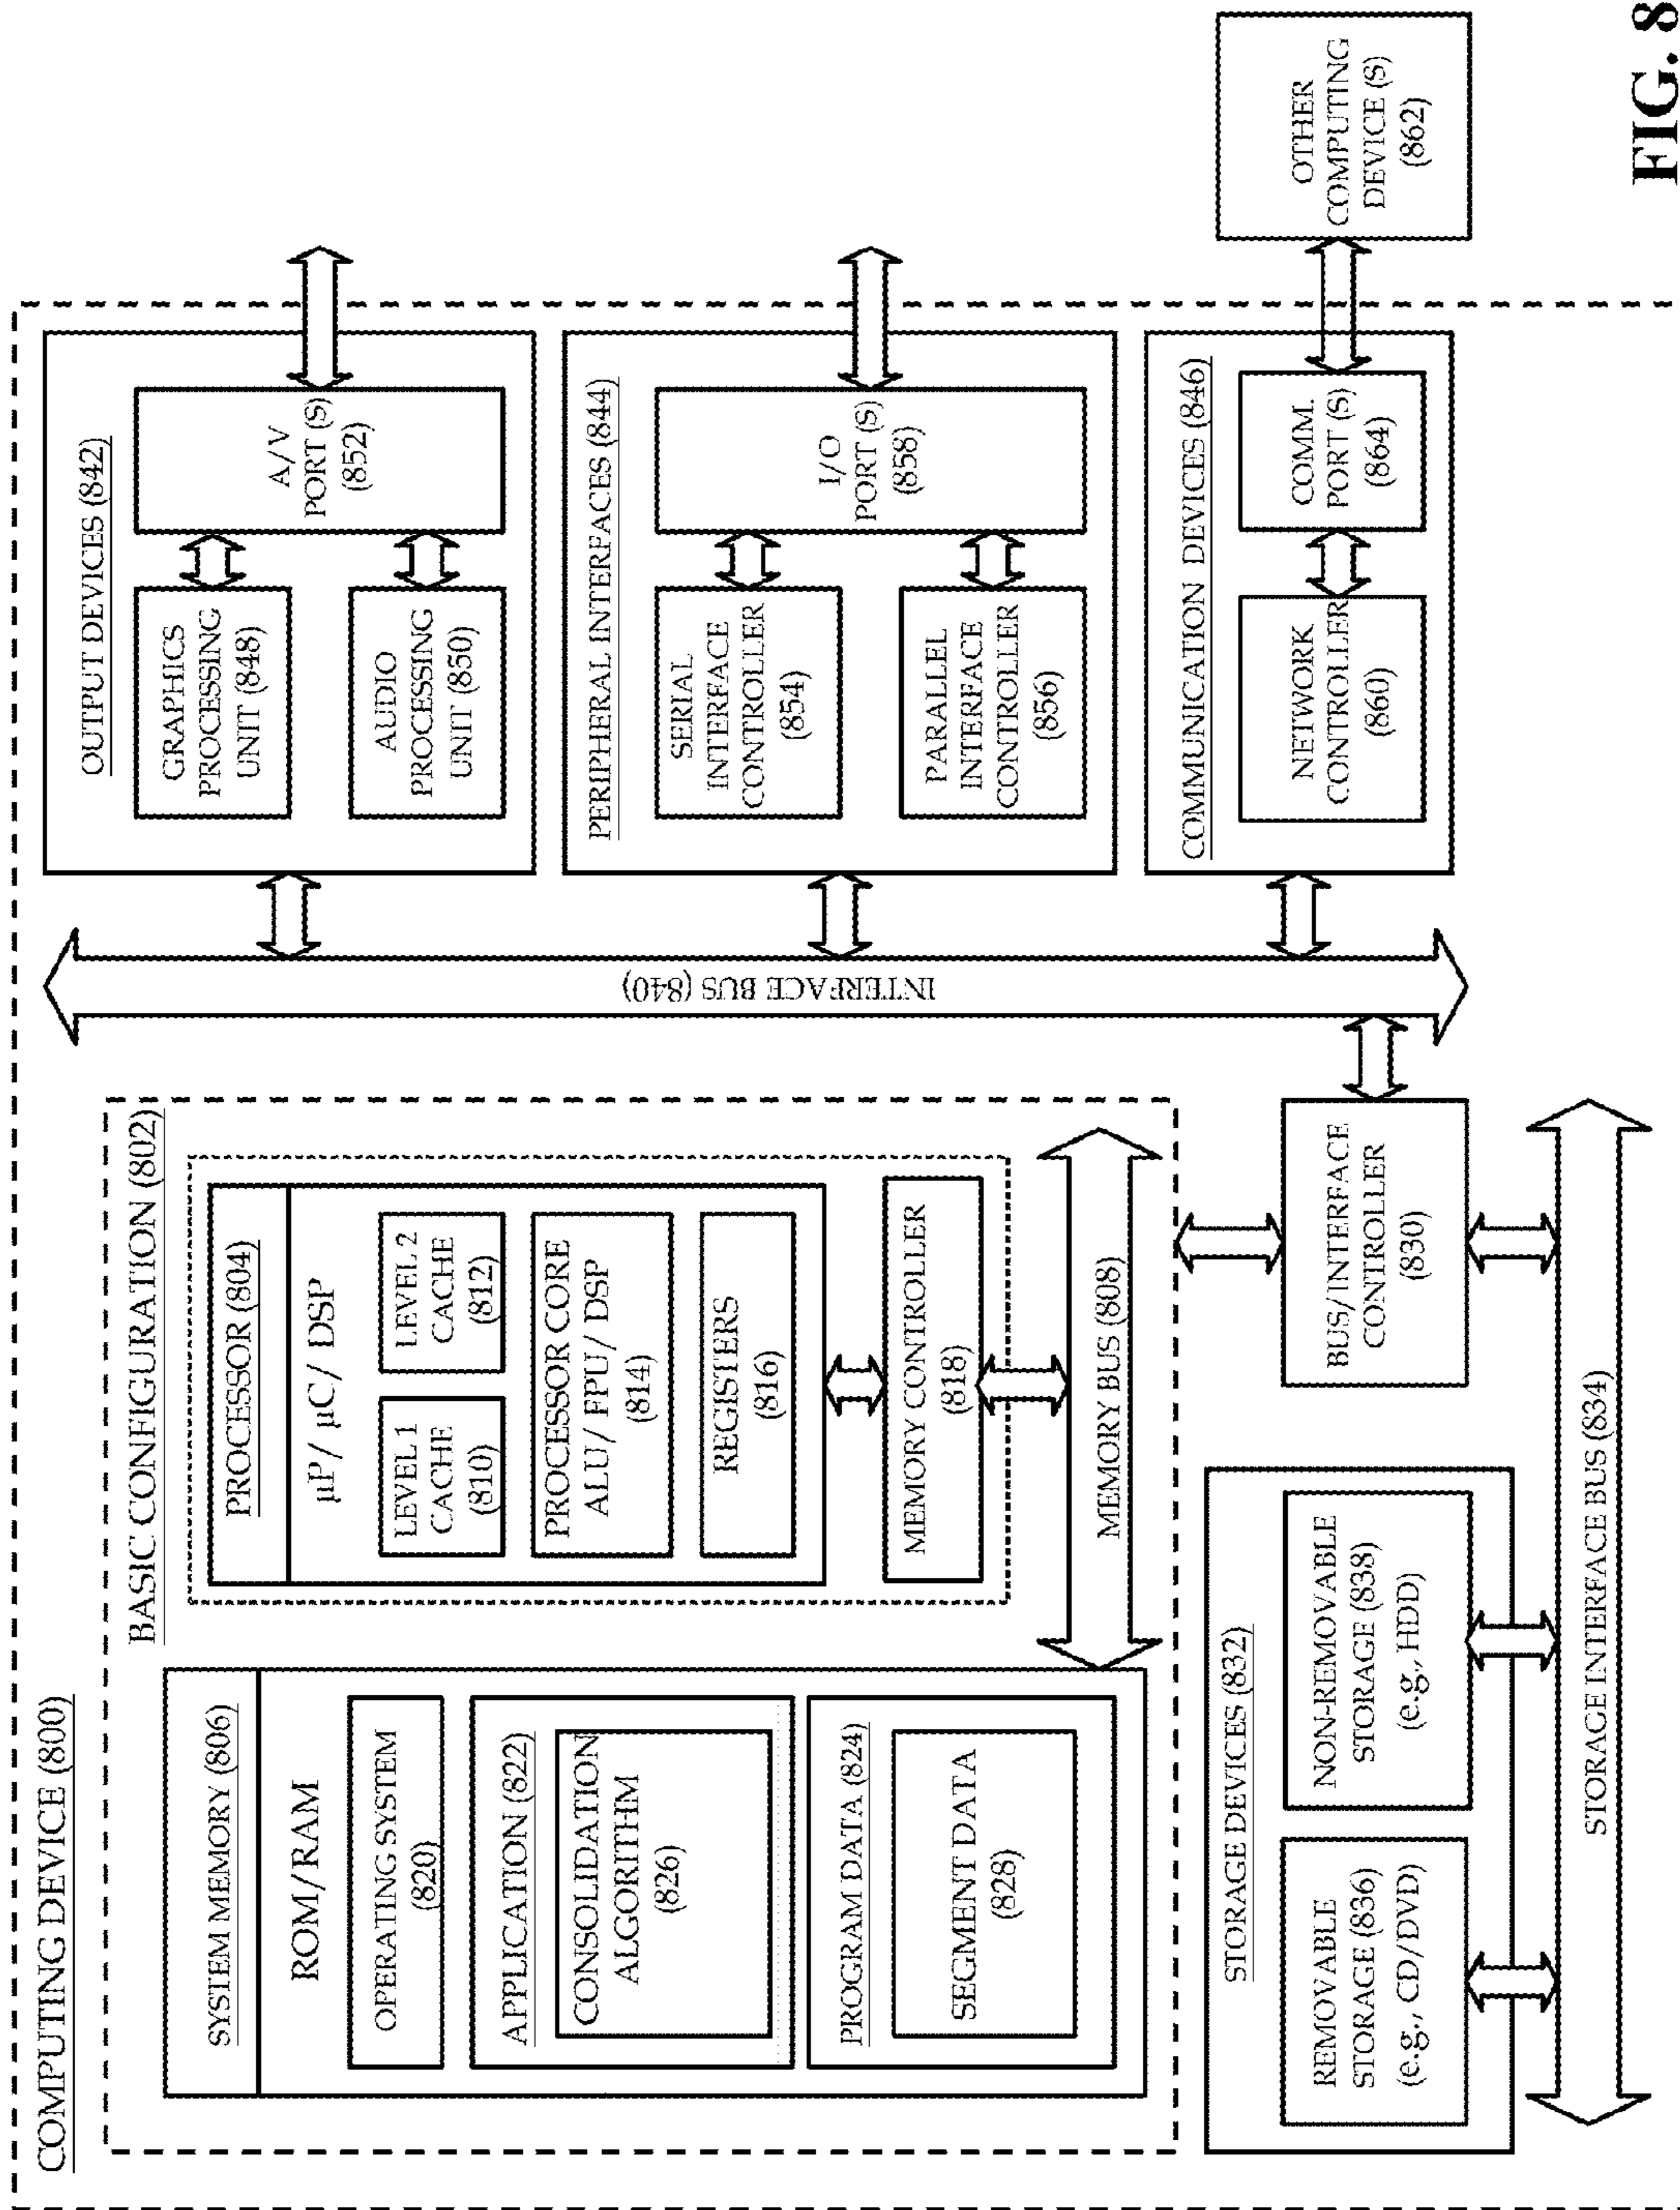 COMPUTING DEVICE (800)
BASIC CONFIGURATION (802)
SYSTEM MEMORY (806)
ROM/RAM
OPERATING SYSTEM
(820)
APPLICATION (822)
CONSOLIDATION
ALGORITHM
(826)
PROGRAM DATA (824)
SEGMENT DATA
(828)
PROCESSOR (804)
µP/ µC/ DSP
LEVEL 1
CACHE
(810)
LEVEL 2
CACHE
(812)
PROCESSOR CORE
ALU/ FPU/ DSP
(814)
REGISTERS
(816)
MEMORY CONTROLLER
(818)
MEMORY BUS (808)
BUS/INTERFACE
CONTROLLER
(830)
STORAGE DEVICES (832)
REMOVABLE
STORAGE (836)
(e.g., CD/DVD)
NON-REMOVABLE
STORAGE (838)
(e.g., HDD)
STORAGE INTERFACE BUS (834)
INTERFACE BUS (840)
OUTPUT DEVICES (842)
GRAPHICS
PROCESSING
UNIT (848)
AUDIO
PROCESSING
UNIT (850)
A/V
PORT (S)
(852)
PERIPHERAL INTERFACES (844)
SERIAL
INTERFACE
CONTROLLER
(854)
PARALLEL
INTERFACE
CONTROLLER
(856)
I/O
PORT (S)
(858)
COMMUNICATION DEVICES (846)
NETWORK
CONTROLLER
(860)
COMM.
PORT (S)
(864)
OTHER
COMPUTING
DEVICE (S)
(862)
FIG. 8